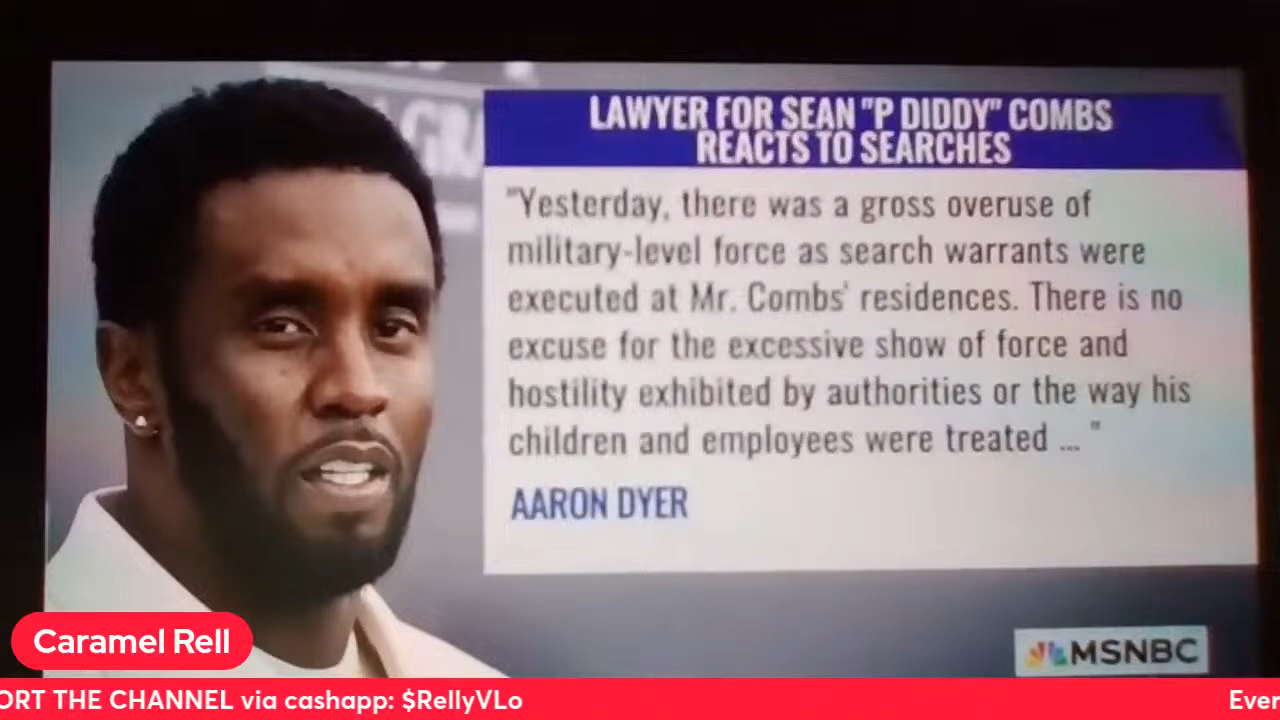 GRA
LAWYER FOR SEAN "P DIDDY" COMBS
REACTS TO SEARCHES
"Yesterday, there was a gross overuse of
military-level force as search warrants were
executed at Mr. Combs' residences. There is no
excuse for the excessive show of force and
hostility exhibited by authorities or the way his
children and employees were treated ... "
AARON DYER
Caramel Rell
MSNBC
ORT THE CHANNEL via cashapp: $RellyVLo
Ever